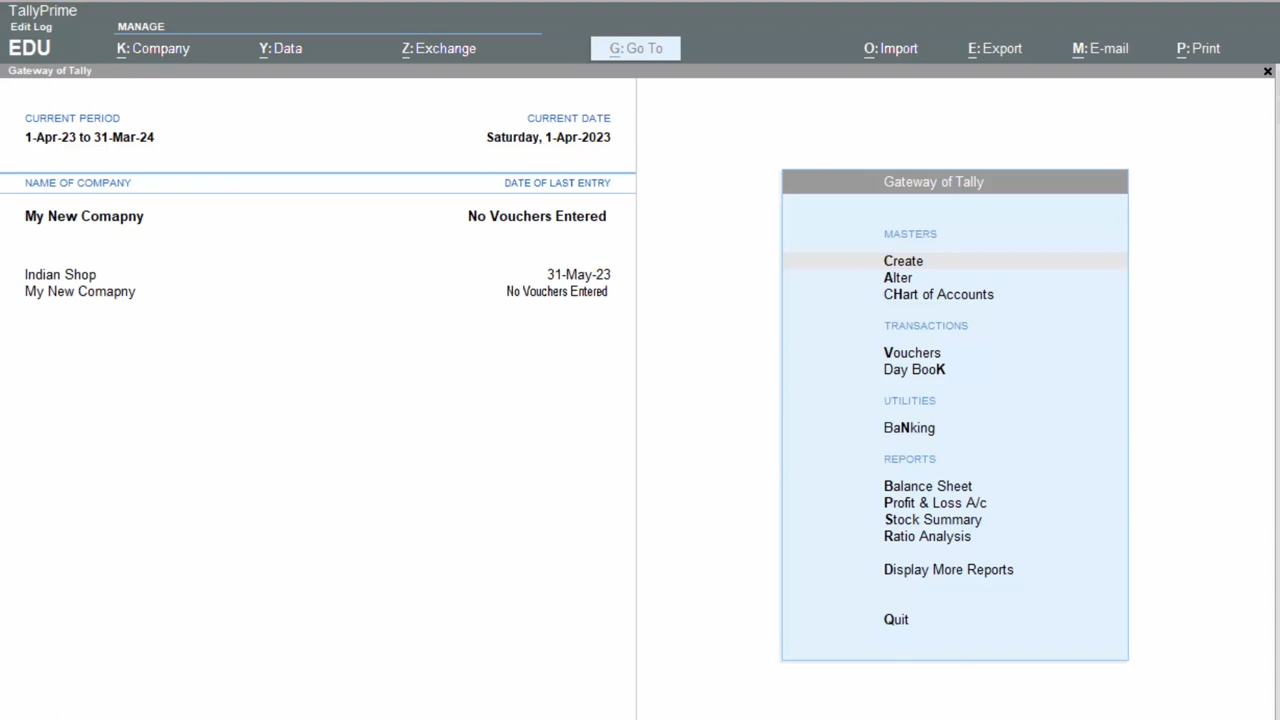 TallyPrime
Edit Log
EDU
MANAGE
K: Company Y: Data Z: Exchange G: Go To O: Import E: Export M: E-mail P: Print
Gateway of Tally
CURRENT PERIOD CURRENT DATE
1-Apr-23 to 31-Mar-24 Saturday, 1-Apr-2023
NAME OF COMPANY DATE OF LAST ENTRY
My New Comapny No Vouchers Entered
Indian Shop 31-May-23
My New Comapny No Vouchers Entered
Gateway of Tally
MASTERS
Create
Alter
CHart of Accounts
TRANSACTIONS
Vouchers
Day BooK
UTILITIES
BaNking
REPORTS
Balance Sheet
Profit & Loss A/c
Stock Summary
Ratio Analysis
Display More Reports
Quit